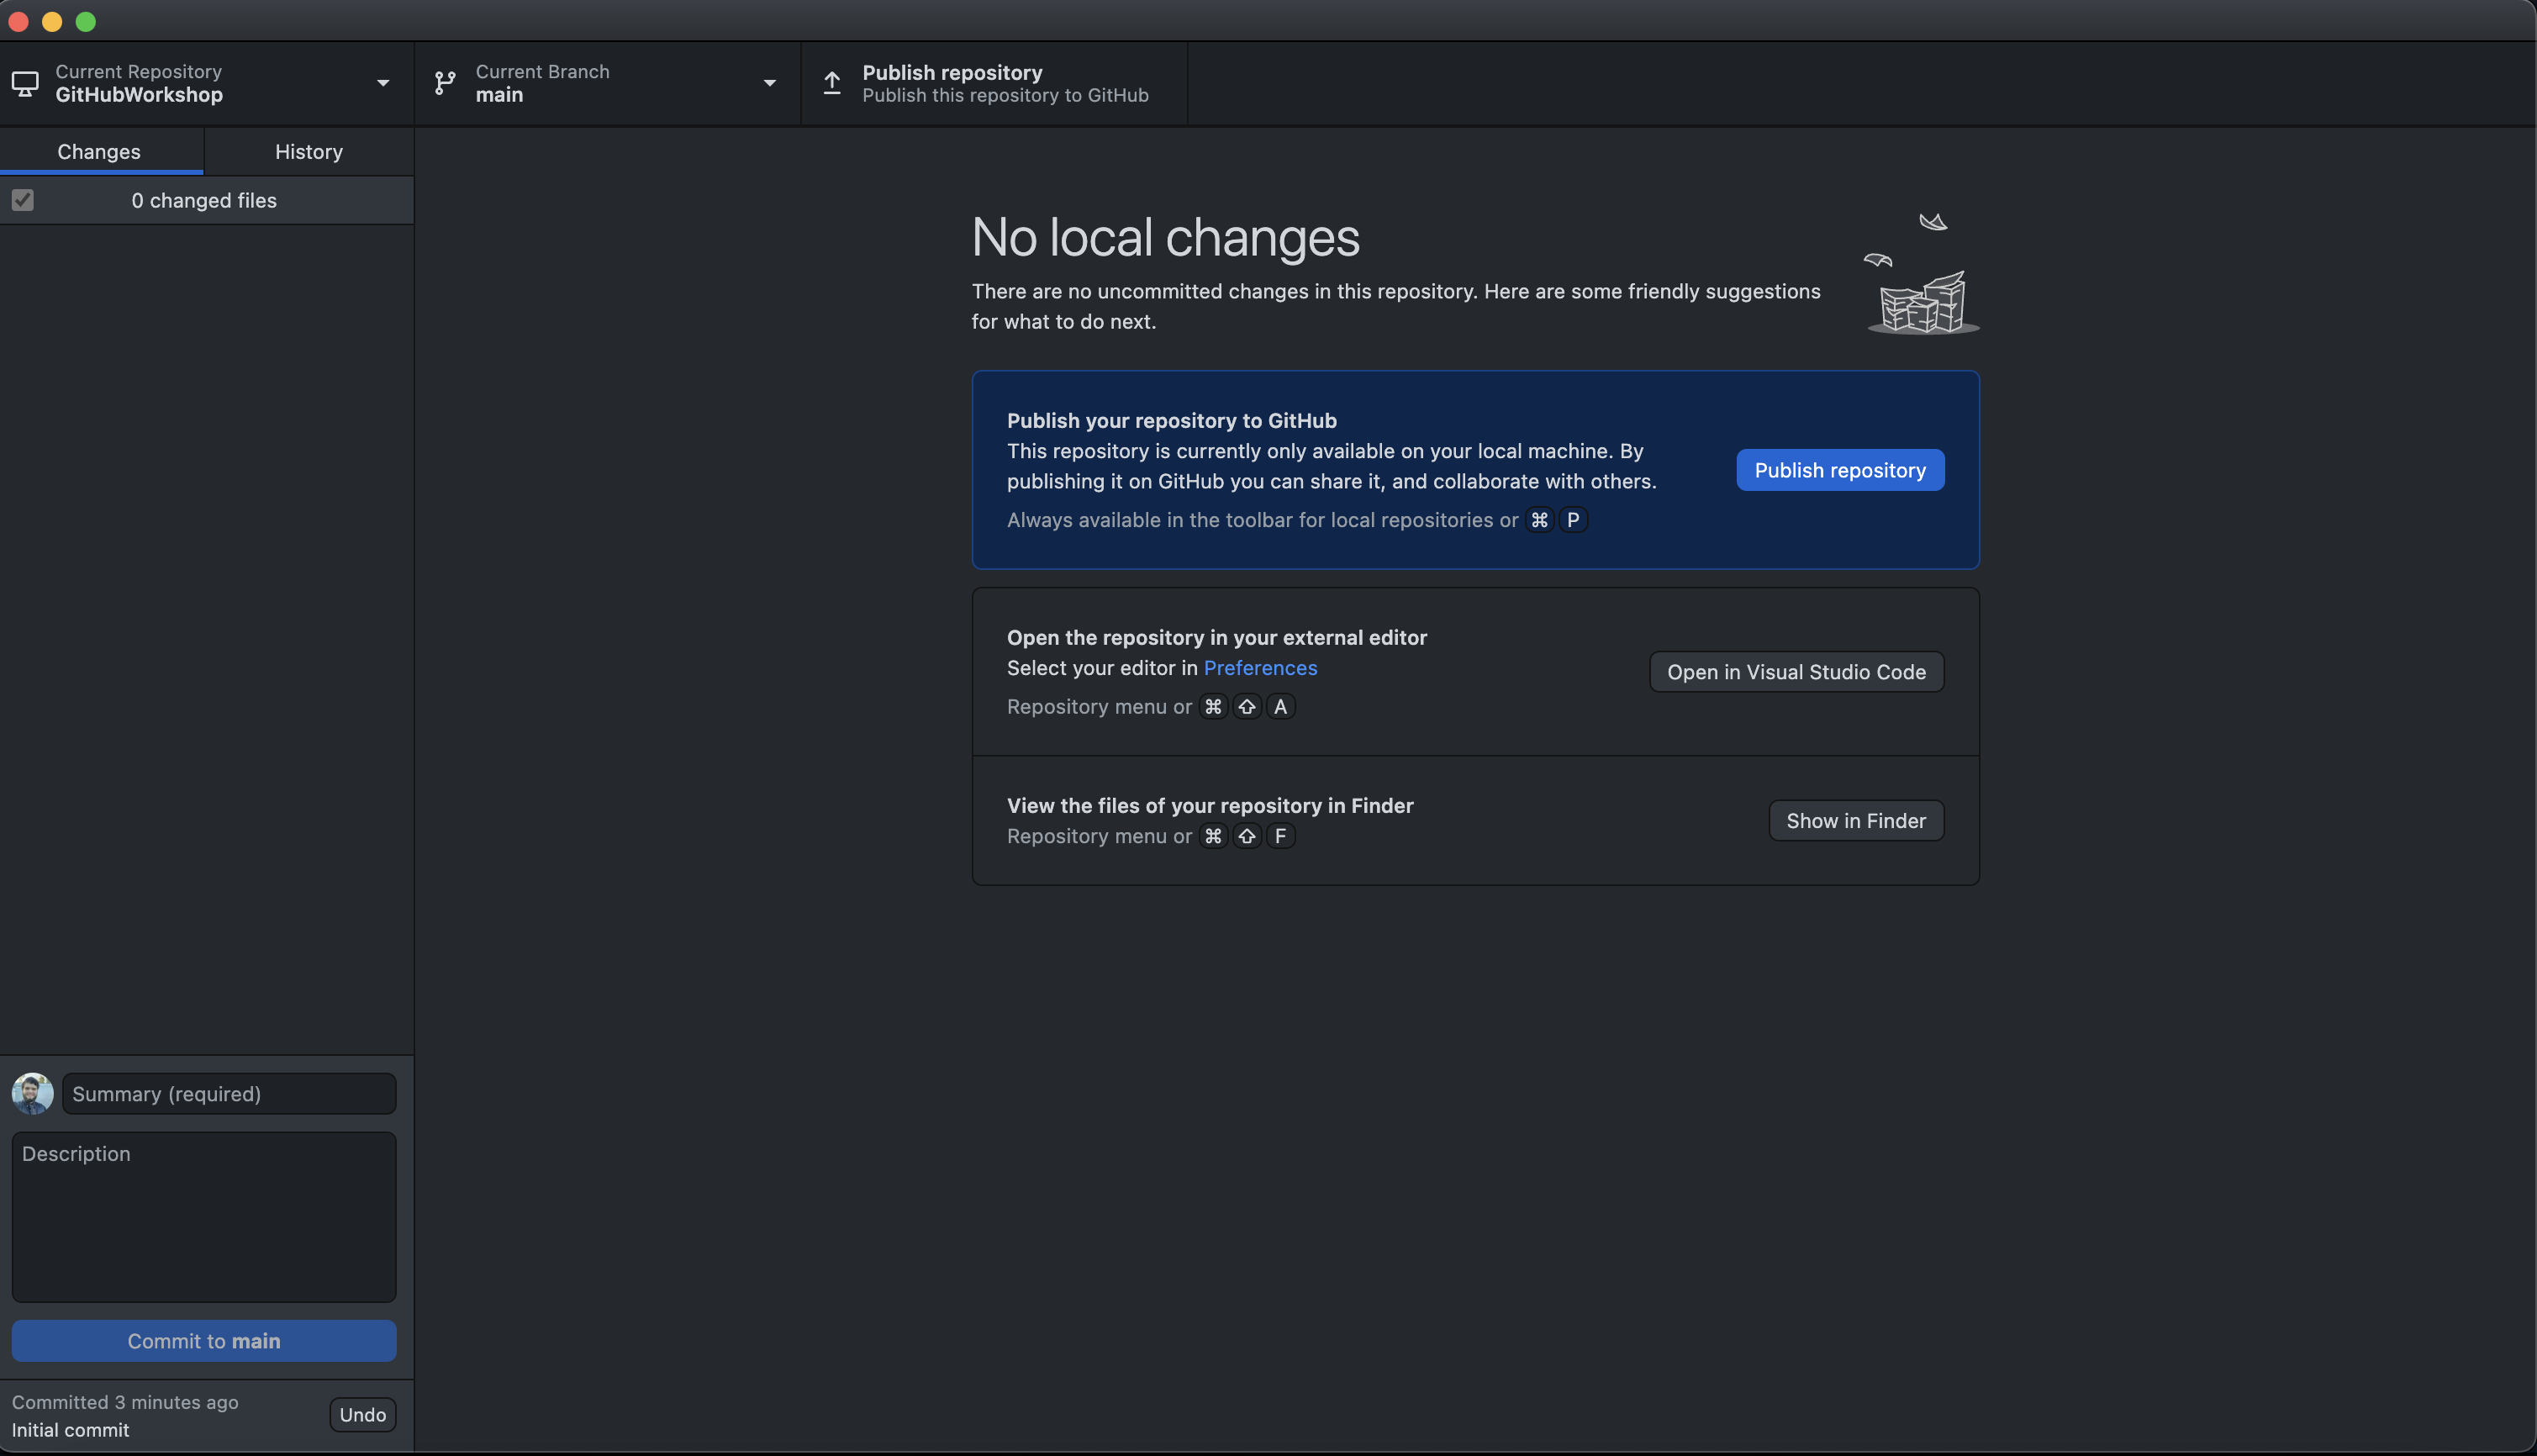 Current Repository
GitHubWorkshop
Current Branch
main
Publish repository
Publish this repository to GitHub
Changes
History
0 changed files
No local changes
There are no uncommitted changes in this repository. Here are some friendly suggestions
for what to do next.
Publish your repository to GitHub
This repository is currently only available on your local machine. By
publishing it on GitHub you can share it, and collaborate with others.
Always available in the toolbar for local repositories or ⌘ P
Publish repository
Open the repository in your external editor
Select your editor in Preferences
Repository menu or ⌘ ⇧ A
Open in Visual Studio Code
View the files of your repository in Finder
Repository menu or ⌘ ⇧ F
Show in Finder
Summary (required)
Description
Commit to main
Committed 3 minutes ago
Initial commit
Undo